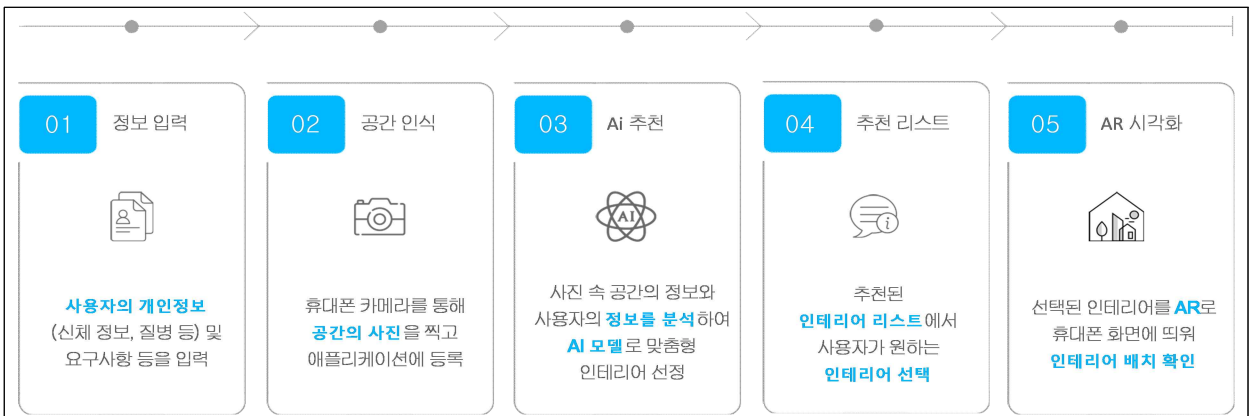 01 정보 입력
사용자의 개인정보
(신체 정보, 질병 등) 및
요구사항 등을 입력
02 공간 인식
휴대폰 카메라를 통해
공간의 사진을 찍고
애플리케이션에 등록
03 Ai 추천
AI
사진 속 공간의 정보와
사용자의 정보를 분석하여
AI 모델로 맞춤형
인테리어 선정
04 추천 리스트
추천된
인테리어 리스트에서
사용자가 원하는
인테리어 선택
05 AR 시각화
선택된 인테리어를 AR로
휴대폰 화면에 띄워
인테리어 배치 확인